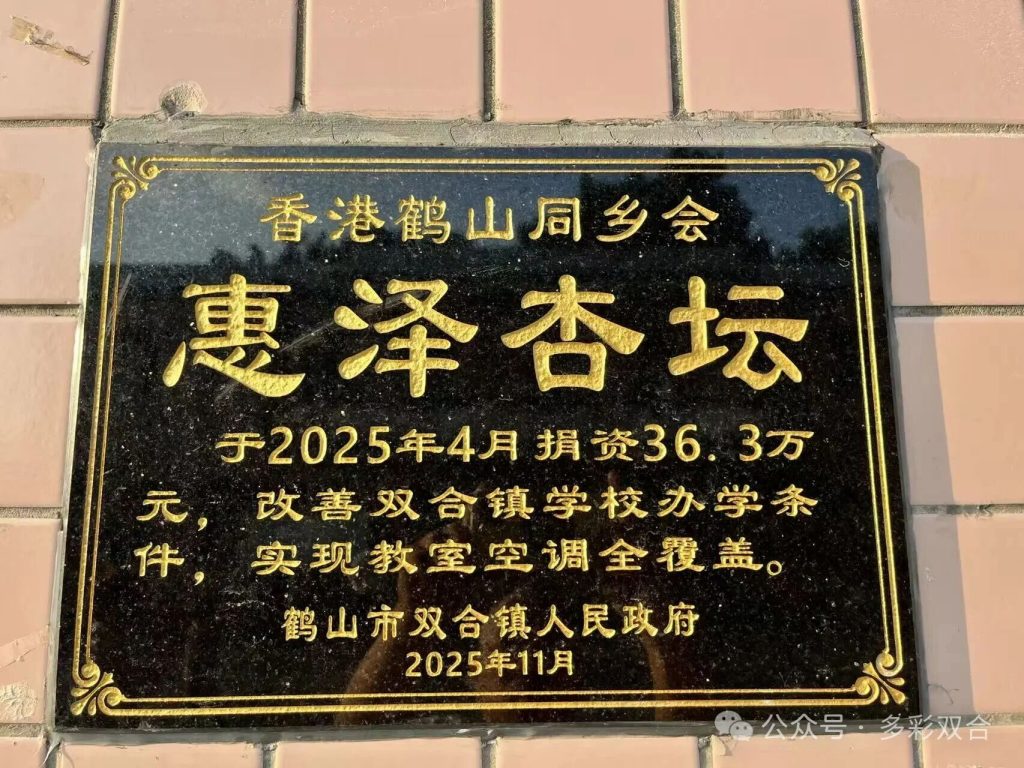 香港鹤山同乡会
惠泽杏坛
于2025年4月捐资36.3万
元，改善双合镇学校办学条
件，实现教室空调全覆盖。
鹤山市双合镇人民政府
2025年11月
公众号·多彩双合